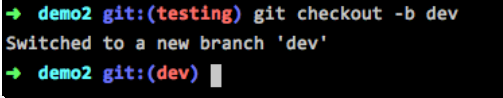 ➜ demo2 git:(testing) git checkout -b dev
Switched to a new branch 'dev'
➜ demo2 git:(dev)